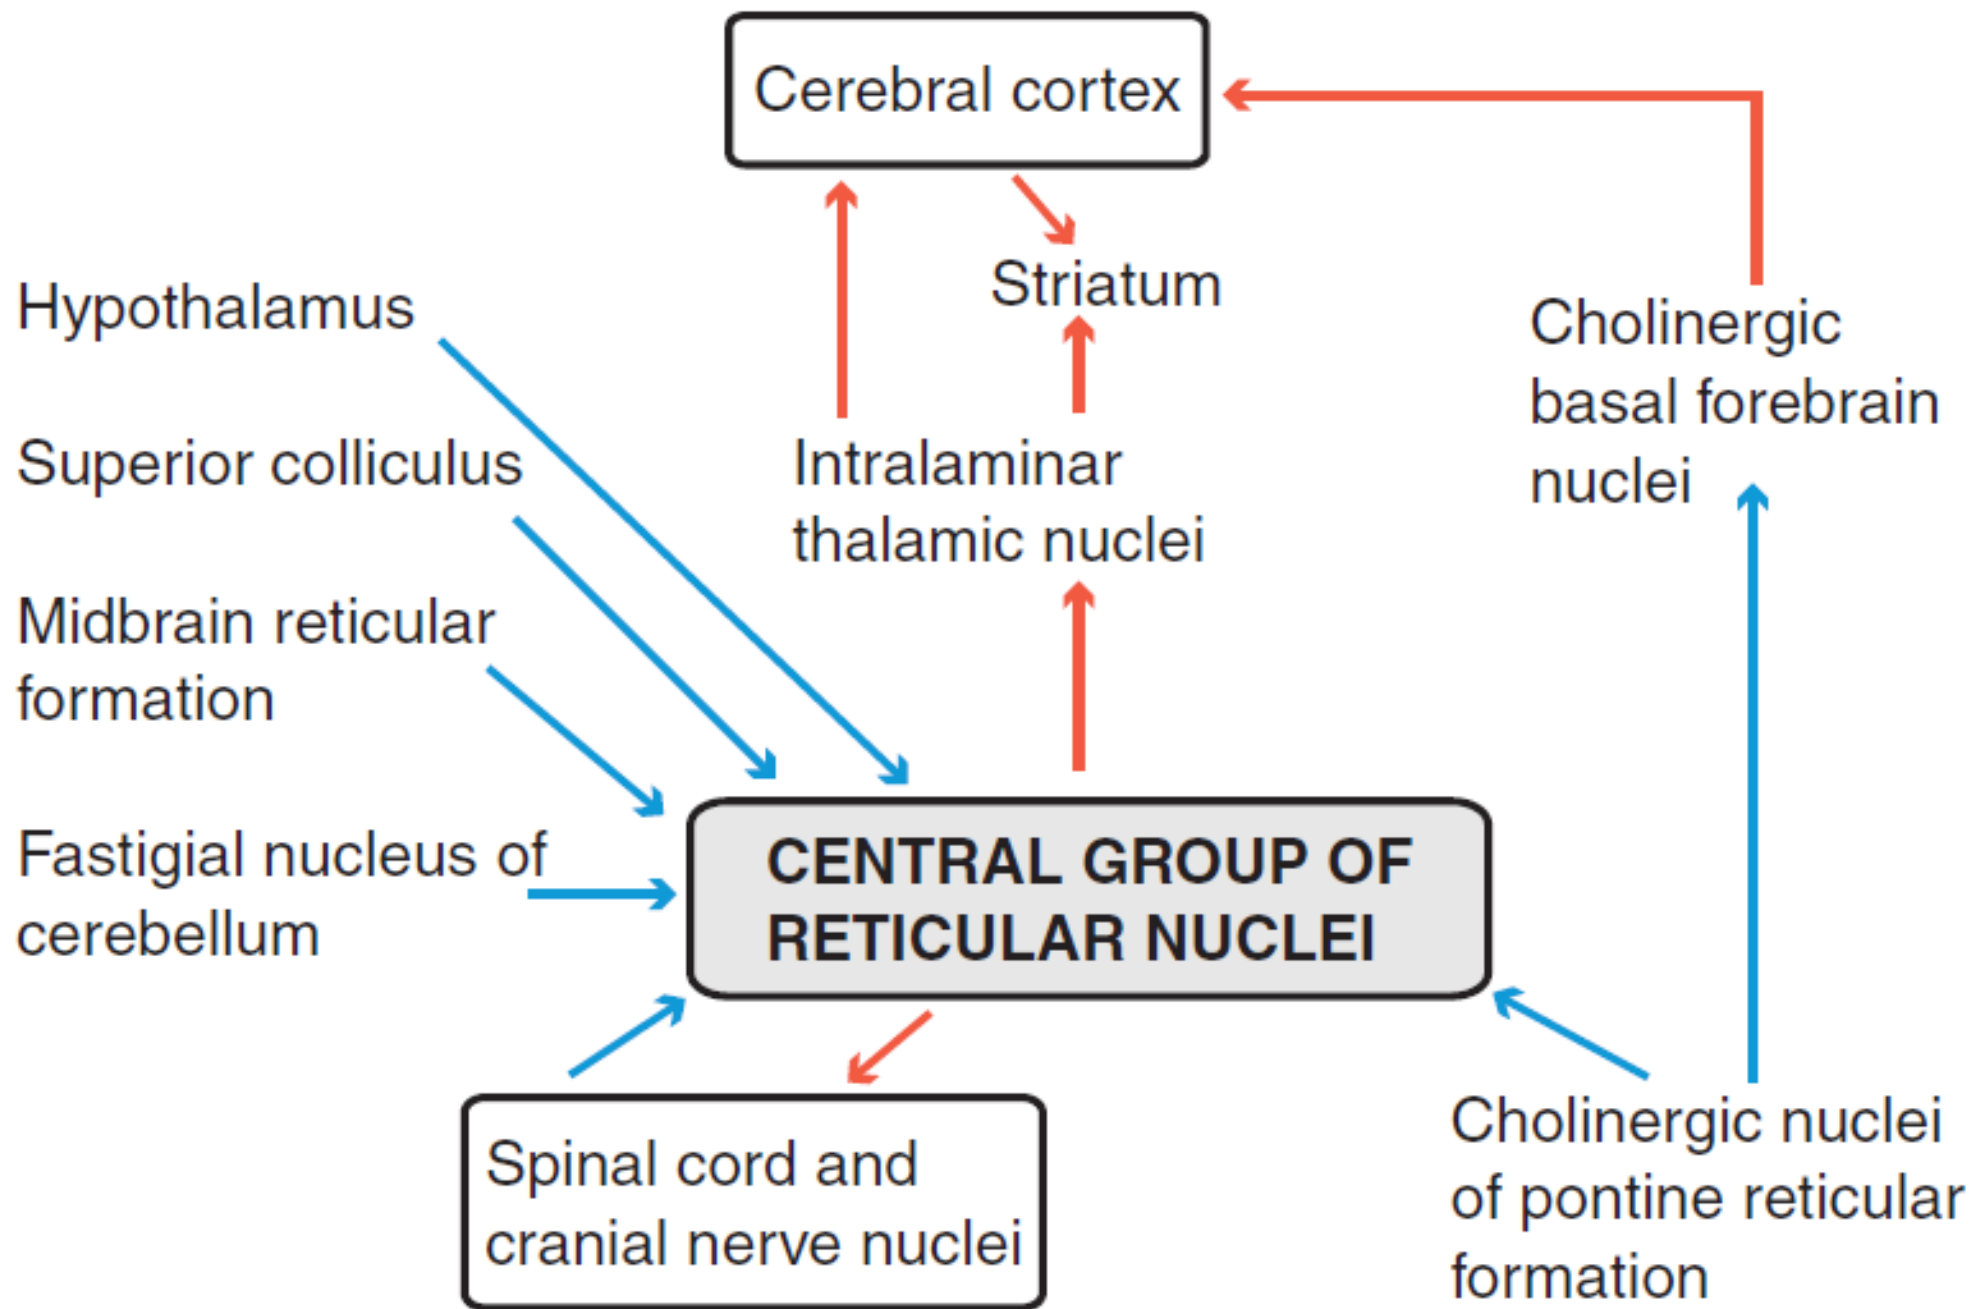 Cerebral cortex
Striatum
Hypothalamus
Superior colliculus
Midbrain reticular
formation
Fastigial nucleus of
cerebellum
Intralaminar
thalamic nuclei
Cholinergic
basal forebrain
nuclei
CENTRAL GROUP OF
RETICULAR NUCLEI
Spinal cord and
cranial nerve nuclei
Cholinergic nuclei
of pontine reticular
formation